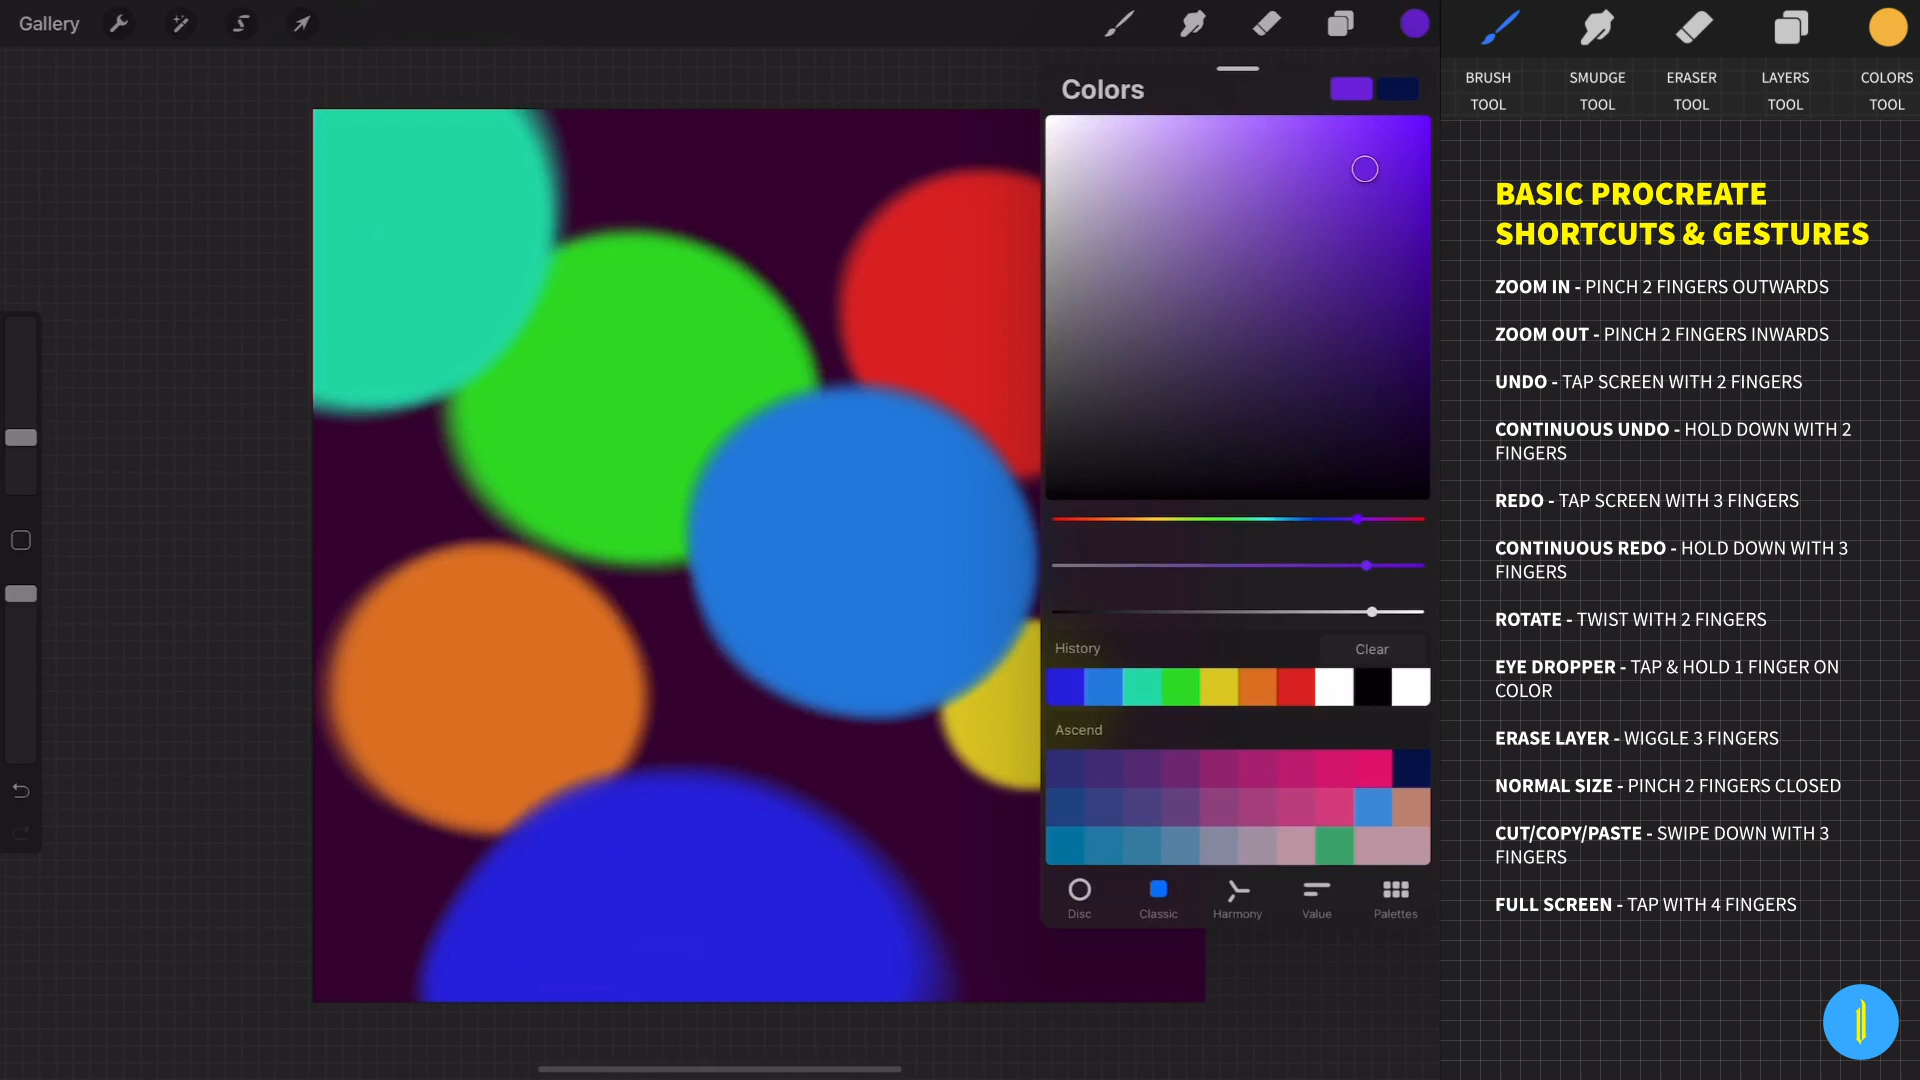 Gallery
Colors
History
Clear
Ascend
Disc
Classic
Harmony
Value
Palettes
BRUSH TOOL
SMUDGE TOOL
ERASER TOOL
LAYERS TOOL
COLORS TOOL
BASIC PROCREATE
SHORTCUTS & GESTURES
ZOOM IN - PINCH 2 FINGERS OUTWARDS
ZOOM OUT - PINCH 2 FINGERS INWARDS
UNDO - TAP SCREEN WITH 2 FINGERS
CONTINUOUS UNDO - HOLD DOWN WITH 2
FINGERS
REDO - TAP SCREEN WITH 3 FINGERS
CONTINUOUS REDO - HOLD DOWN WITH 3
FINGERS
ROTATE - TWIST WITH 2 FINGERS
EYE DROPPER - TAP & HOLD 1 FINGER ON
COLOR
ERASE LAYER - WIGGLE 3 FINGERS
NORMAL SIZE - PINCH 2 FINGERS CLOSED
CUT/COPY/PASTE - SWIPE DOWN WITH 3
FINGERS
FULL SCREEN - TAP WITH 4 FINGERS